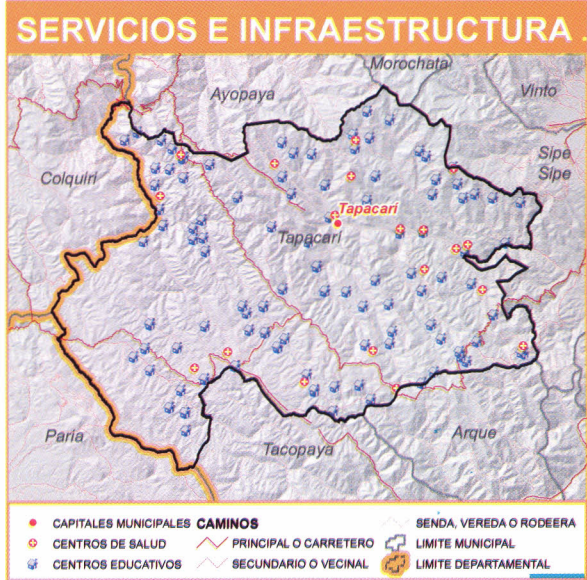 SERVICIOS E INFRAESTRUCTURA
Morochata
Ayopaya
Vinto
Sipe
Sipe
Colquiri
Tapacarí
Tapacarí
Paria
Tacopaya
Arque
CAPITALES MUNICIPALES
CENTROS DE SALUD
CENTROS EDUCATIVOS
CAMINOS
PRINCIPAL O CARRETERO
SECUNDARIO O VECINAL
SENDA, VEREDA O RODEERA
LIMITE MUNICIPAL
LIMITE DEPARTAMENTAL